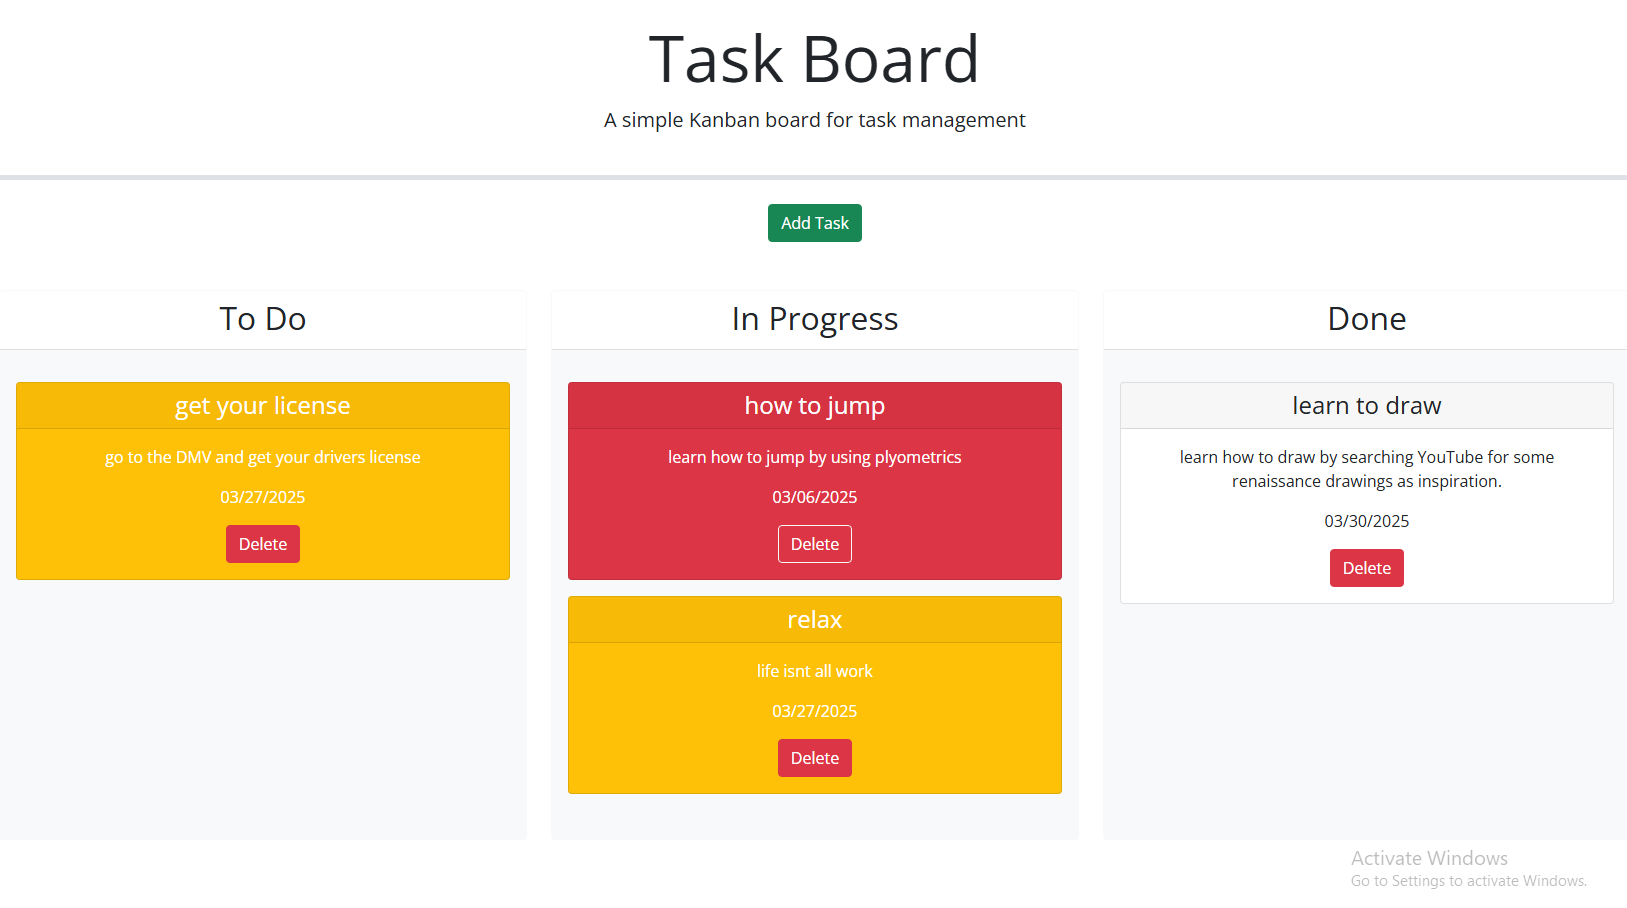 Task Board
A simple Kanban board for task management
Add Task
To Do
get your license
go to the DMV and get your drivers license
03/27/2025
Delete
In Progress
how to jump
learn how to jump by using plyometrics
03/06/2025
Delete
relax
life isnt all work
03/27/2025
Delete
Done
learn to draw
learn how to draw by searching YouTube for some
renaissance drawings as inspiration.
03/30/2025
Delete
Activate Windows
Go to Settings to activate Windows.